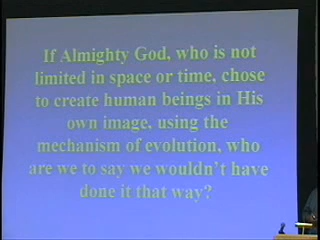 If Almighty God, who is not
limited in space or time, chose
to create human beings in His
own image, using the
mechanism of evolution, who
are we to say we wouldn't have
done it that way?